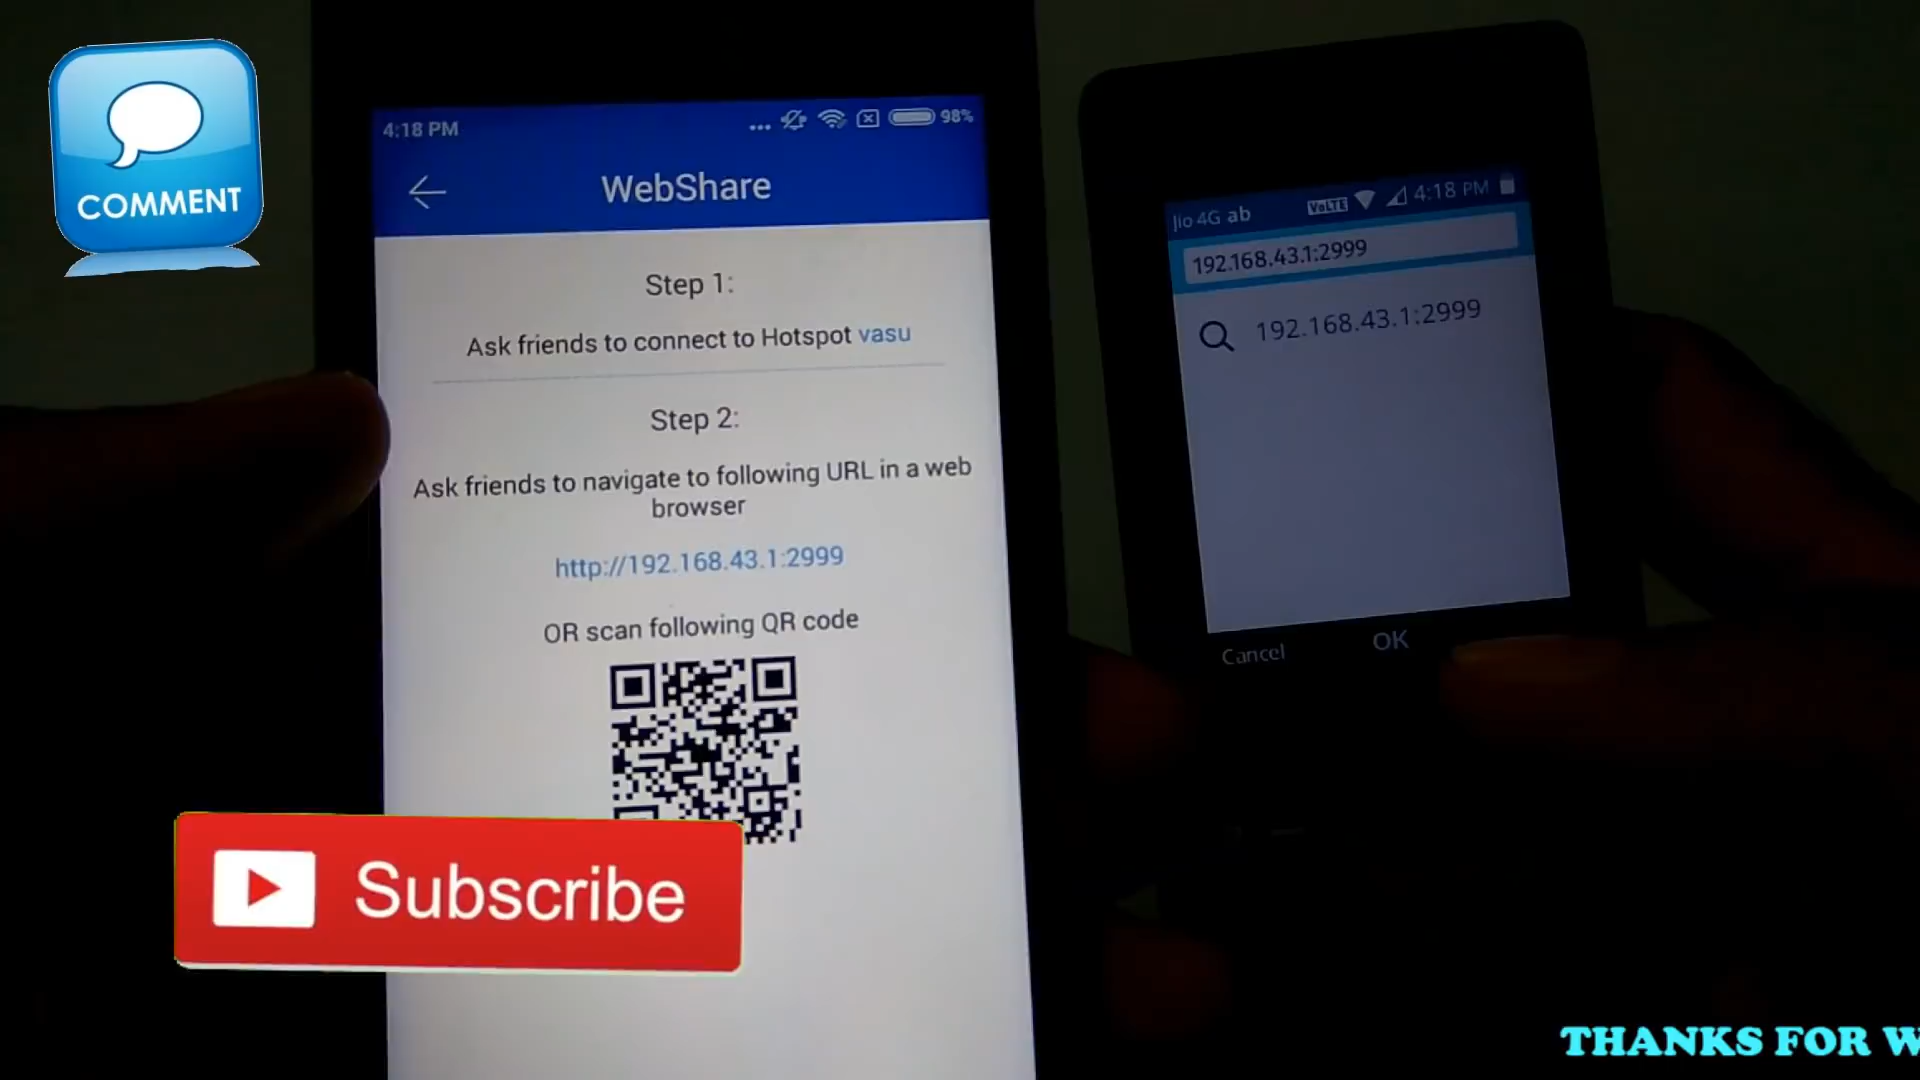 COMMENT
4:18 PM
98%
WebShare
Step 1:
Ask friends to connect to Hotspot vasu
Step 2:
Ask friends to navigate to following URL in a web
browser
http://192.168.43.1:2999
OR scan following QR code
Subscribe
Jio 4G ab
VoLTE
4:18 PM
192.168.43.1:2999
192.168.43.1:2999
Cancel
OK
THANKS FOR W